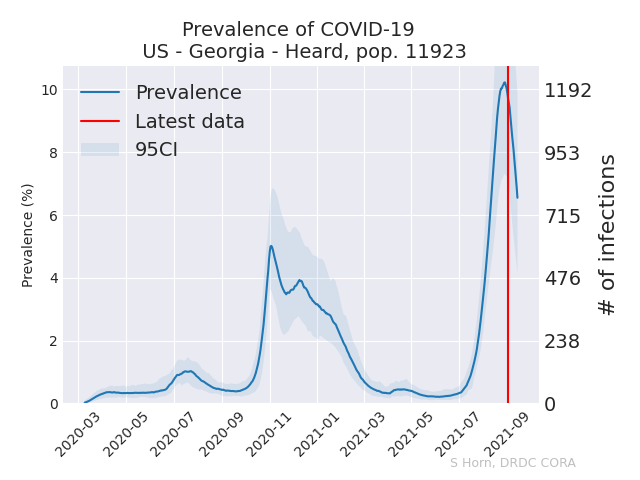 Prevalence of COVID-19
US - Georgia - Heard, pop. 11923
Prevalence
Latest data
95CI
Prevalence (%)
10
8
6
4
2
0
1192
953
715
476
238
0
# of infections
2020-03
2020-05
2020-07
2020-09
2020-11
2021-01
2021-03
2021-05
2021-07
2021-09
S Horn, DRDC CORA